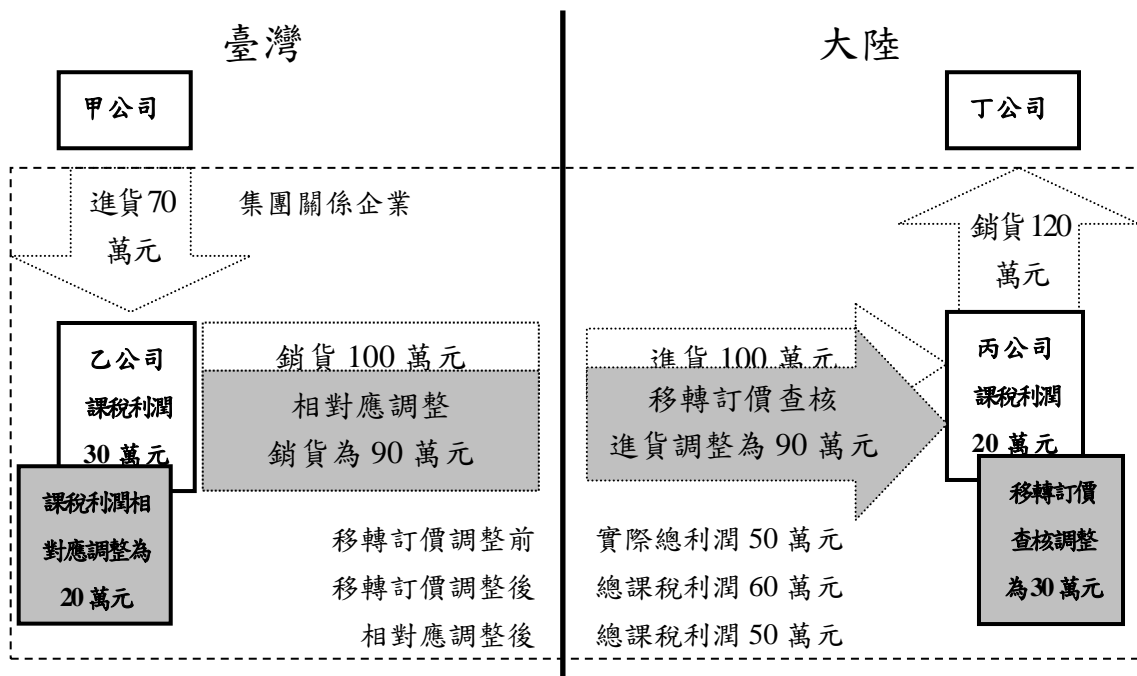 臺灣
大陸
甲公司
丁公司
進貨 70
萬元
集團關係企業
銷貨 120
萬元
乙公司
課稅利潤
30 萬元
銷貨 100 萬元
相對應調整
銷貨為 90 萬元
進貨 100 萬元
移轉訂價查核
進貨調整為 90 萬元
丙公司
課稅利潤
20 萬元
課稅利潤相
對應調整為
20 萬元
移轉訂價
查核調整
為 30 萬元
移轉訂價調整前
實際總利潤 50 萬元
移轉訂價調整後
總課稅利潤 60 萬元
相對應調整後
總課稅利潤 50 萬元